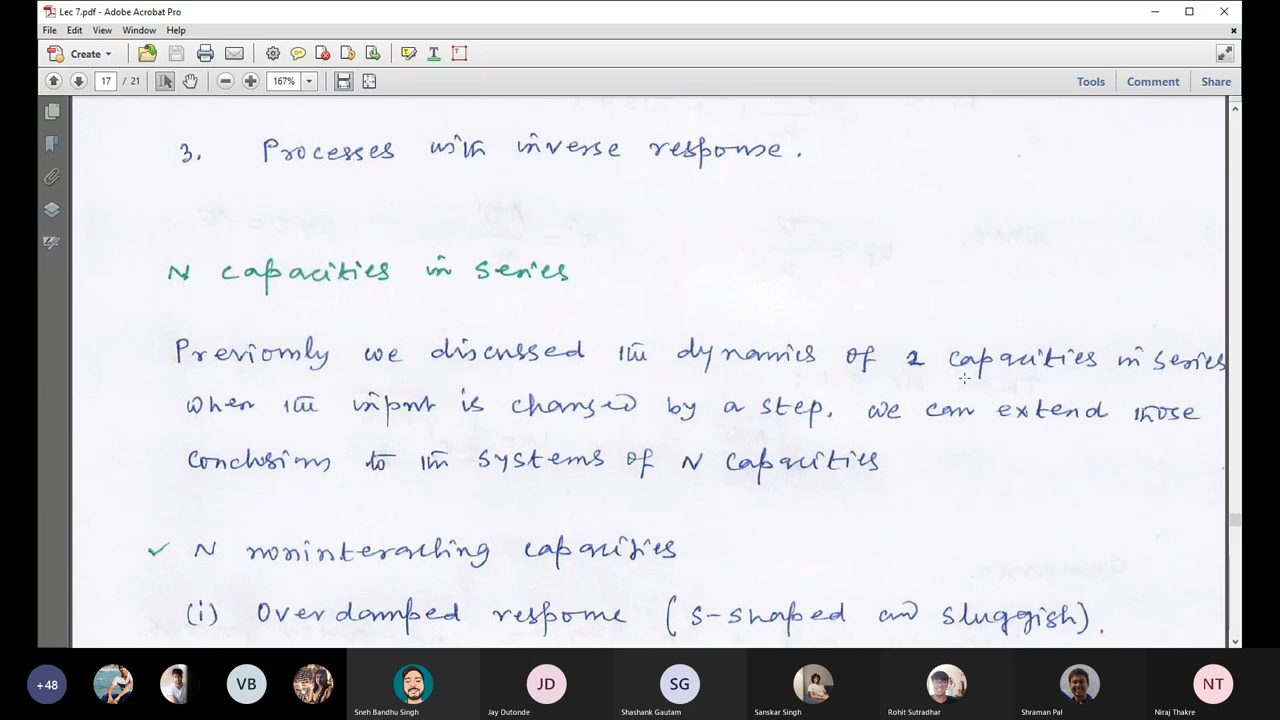 Lec 7.pdf - Adobe Acrobat Pro
File Edit View Window Help
Create
17 / 21 167% Tools Comment Share
3. Processes with inverse response.
N capacities in series
Previously we discussed the dynamics of 2 capacities in series
when the input is changed by a step. We can extend those
conclusions to the systems of N capacities
✓ N noninteracting capacities
(i) Overdamped response (S-shaped and sluggish).
+48 VB JD SG NT
Sneh Bandhu Singh Jay Dutonde Shashank Gautam Sanskar Singh Rohit Sutradhar Shraman Pal Niraj Thakre